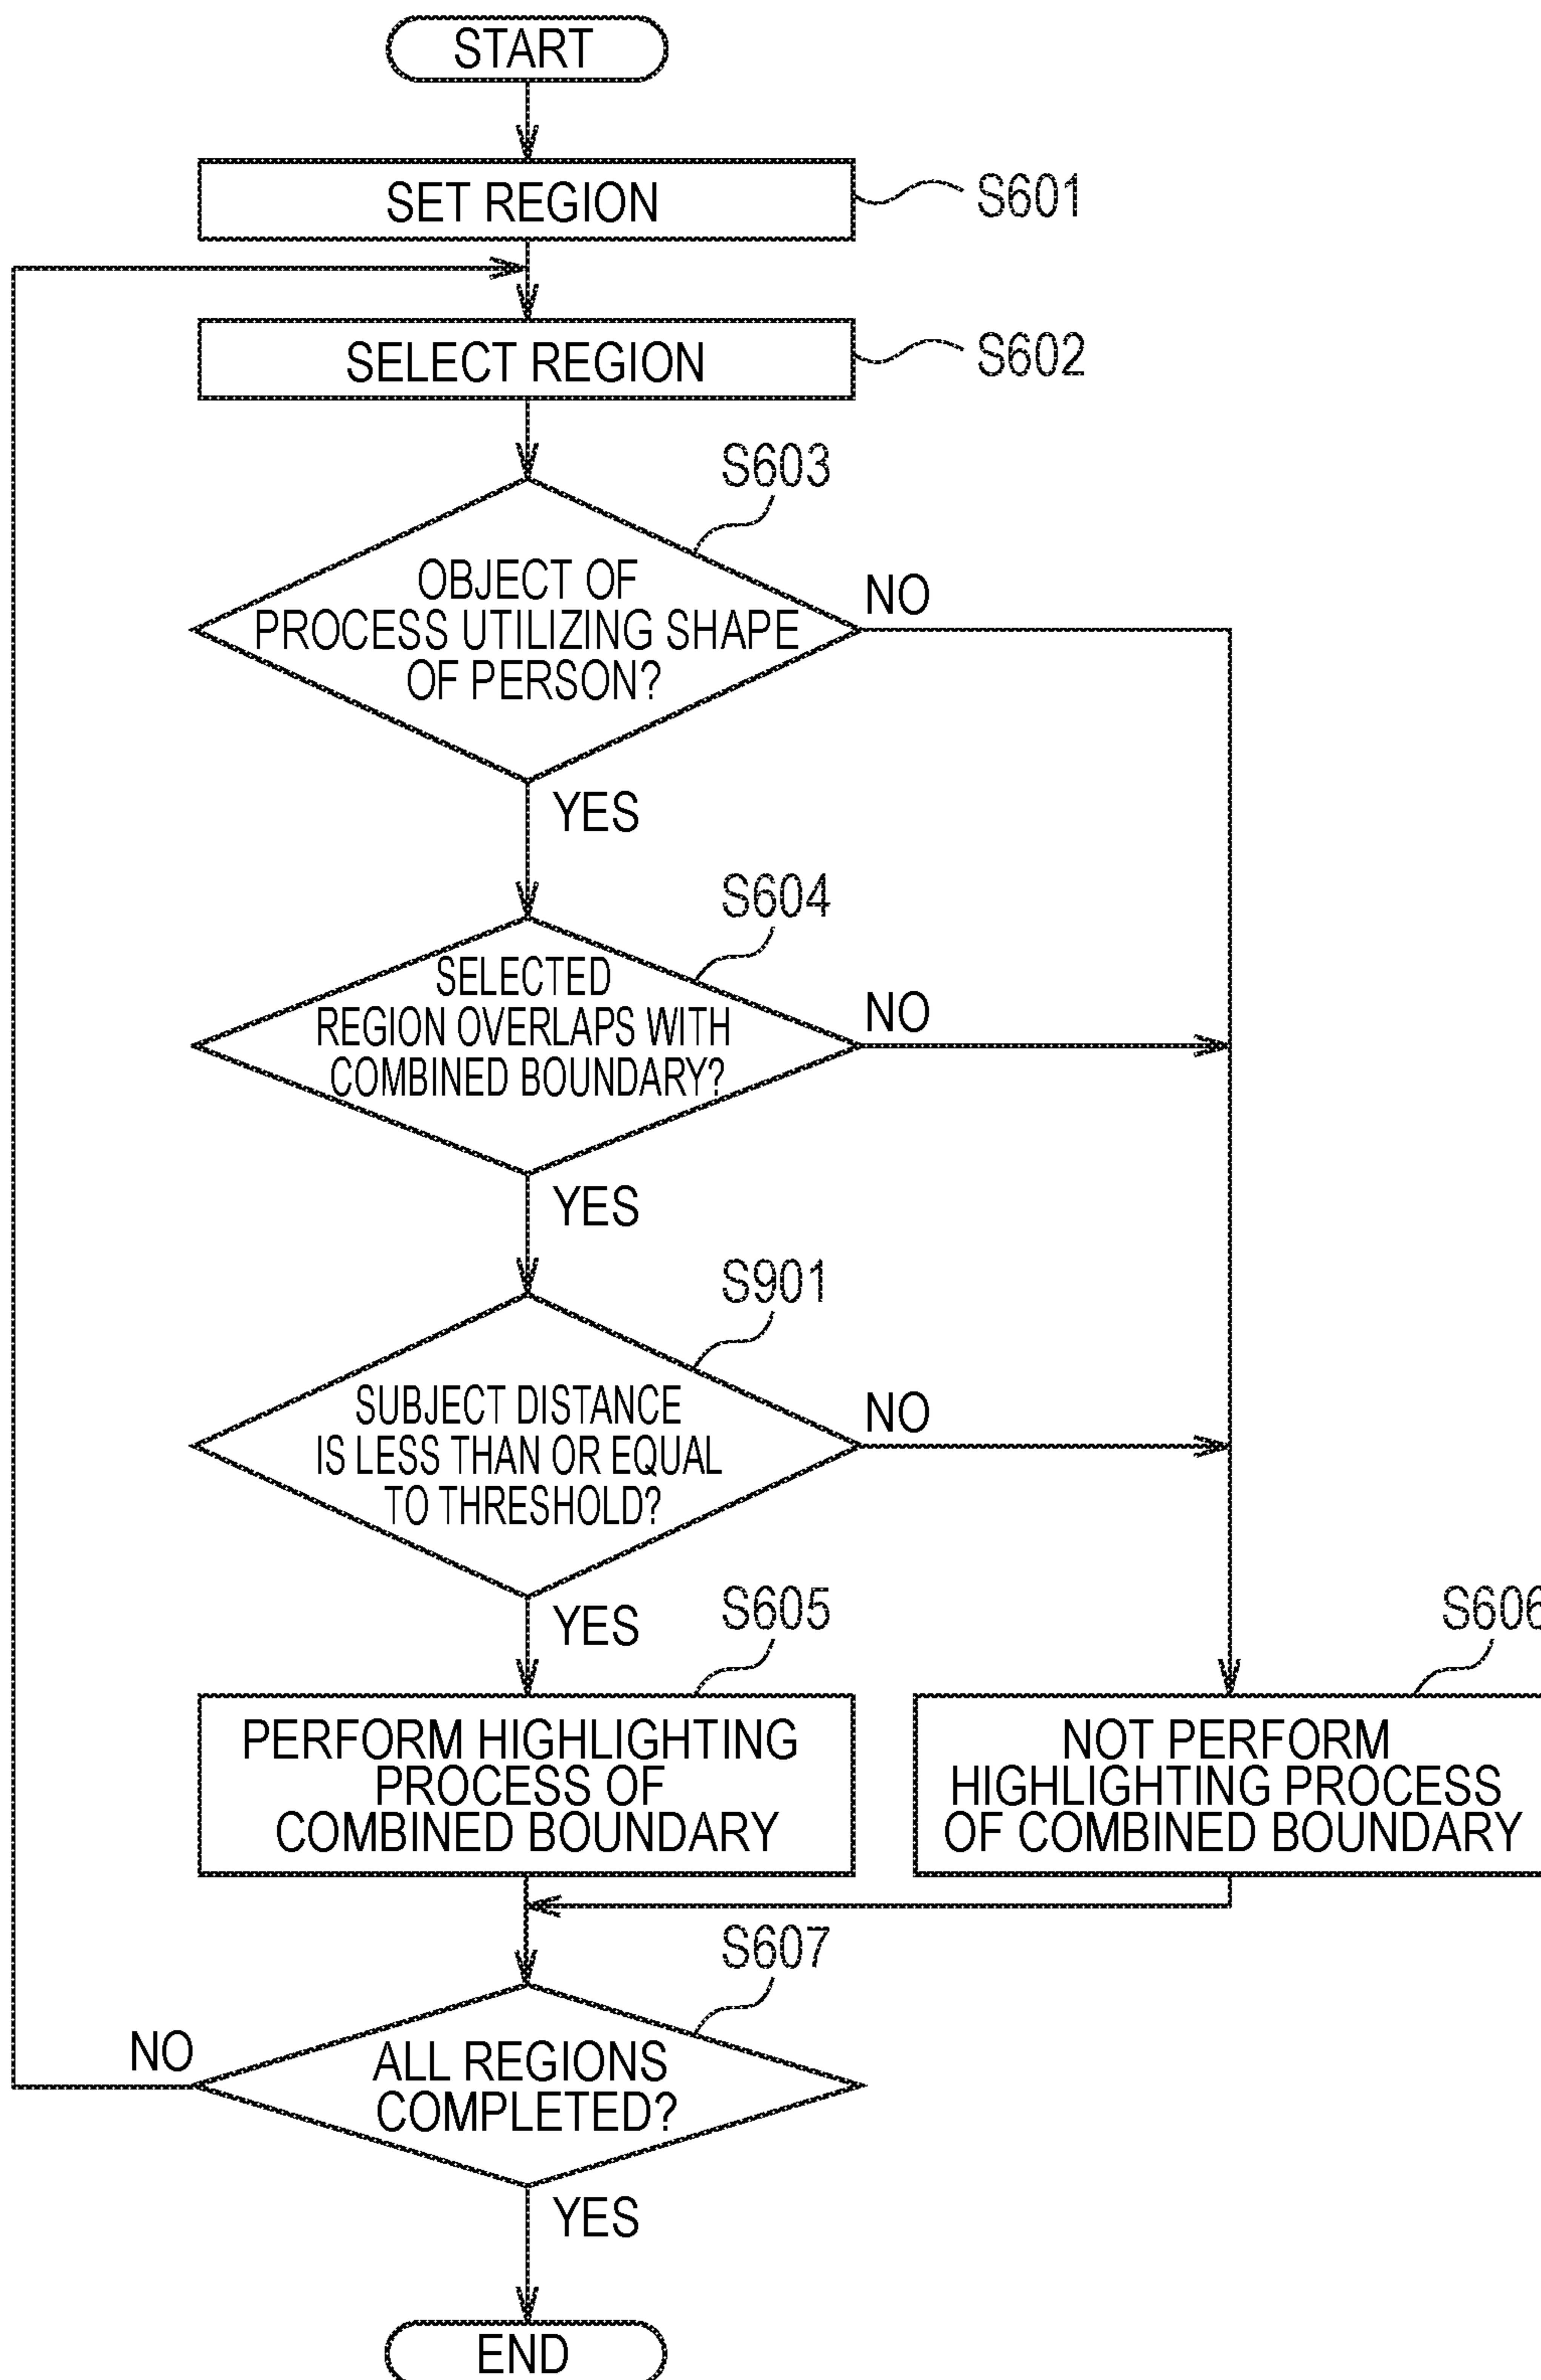 START
SET REGION
S601
SELECT REGION
S602
S603
OBJECT OF
PROCESS UTILIZING SHAPE
OF PERSON?
NO
YES
S604
SELECTED
REGION OVERLAPS WITH
COMBINED BOUNDARY?
NO
YES
S901
SUBJECT DISTANCE
IS LESS THAN OR EQUAL
TO THRESHOLD?
NO
YES
S605
PERFORM HIGHLIGHTING
PROCESS OF
COMBINED BOUNDARY
S606
NOT PERFORM
HIGHLIGHTING PROCESS
OF COMBINED BOUNDARY
S607
ALL REGIONS
COMPLETED?
NO
YES
END